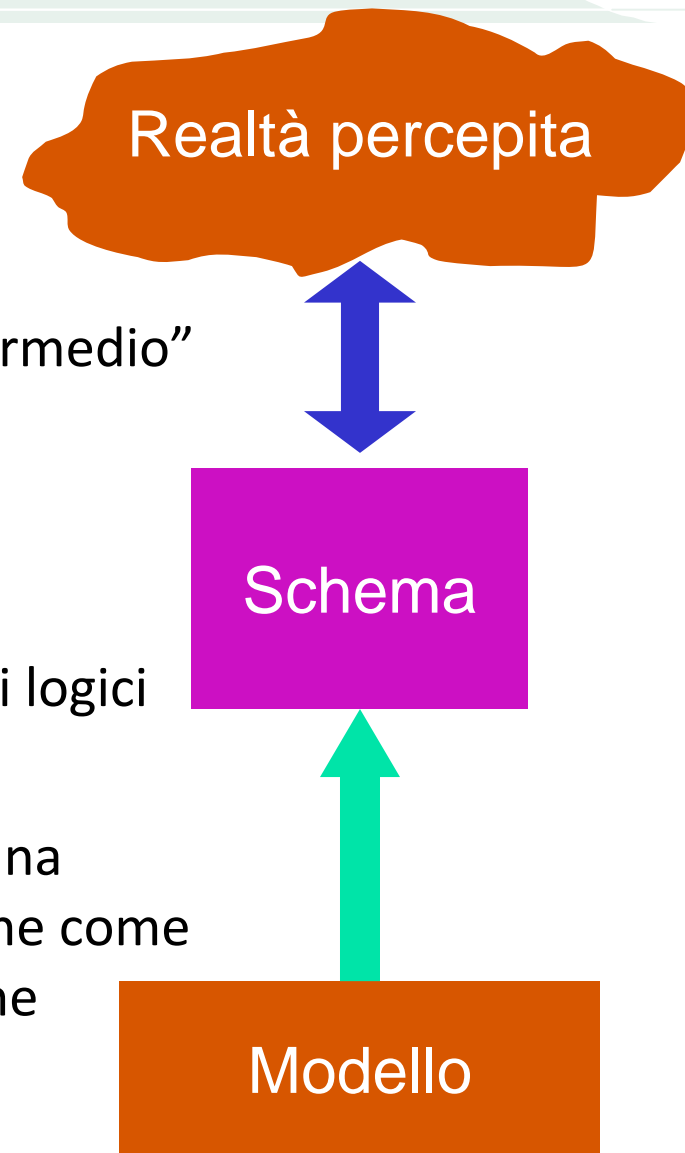 Realtà percepita
rmedio”
Schema
i logici
na
ne come
ne
Modello